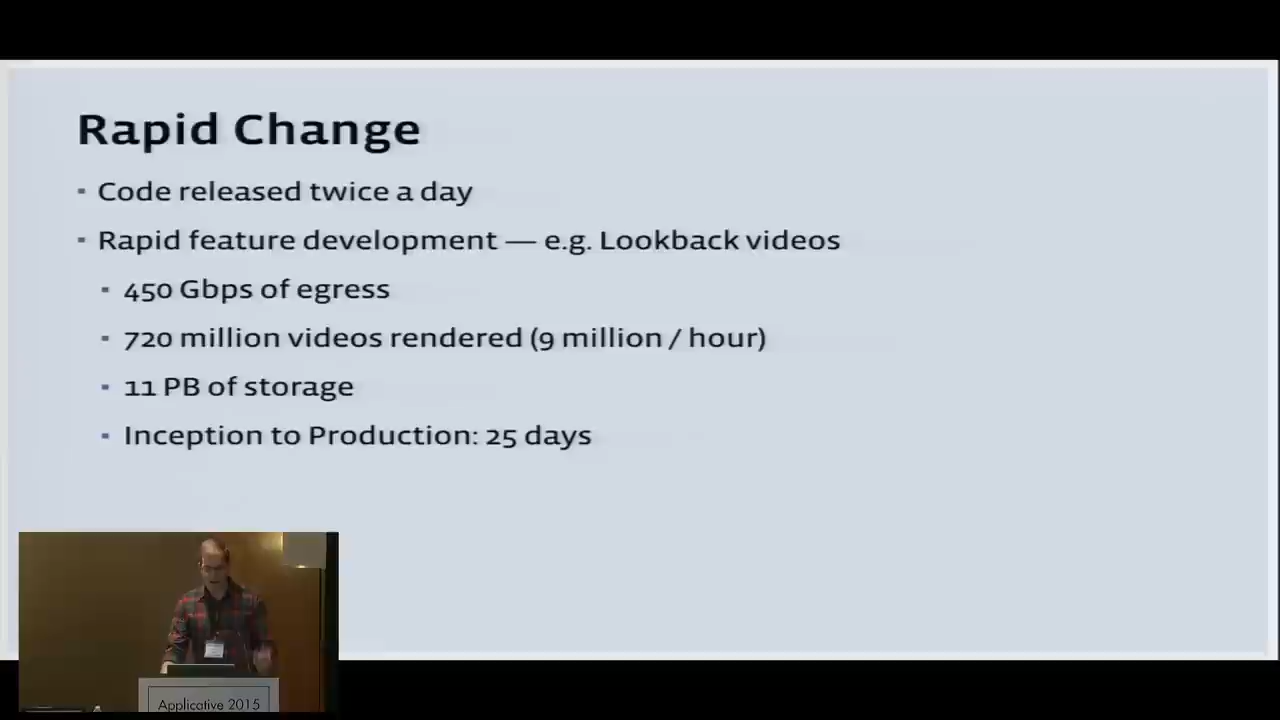 Rapid Change
▪ Code released twice a day
▪ Rapid feature development — e.g. Lookback videos
▪ 450 Gbps of egress
▪ 720 million videos rendered (9 million / hour)
▪ 11 PB of storage
▪ Inception to Production: 25 days
Applicative 2015